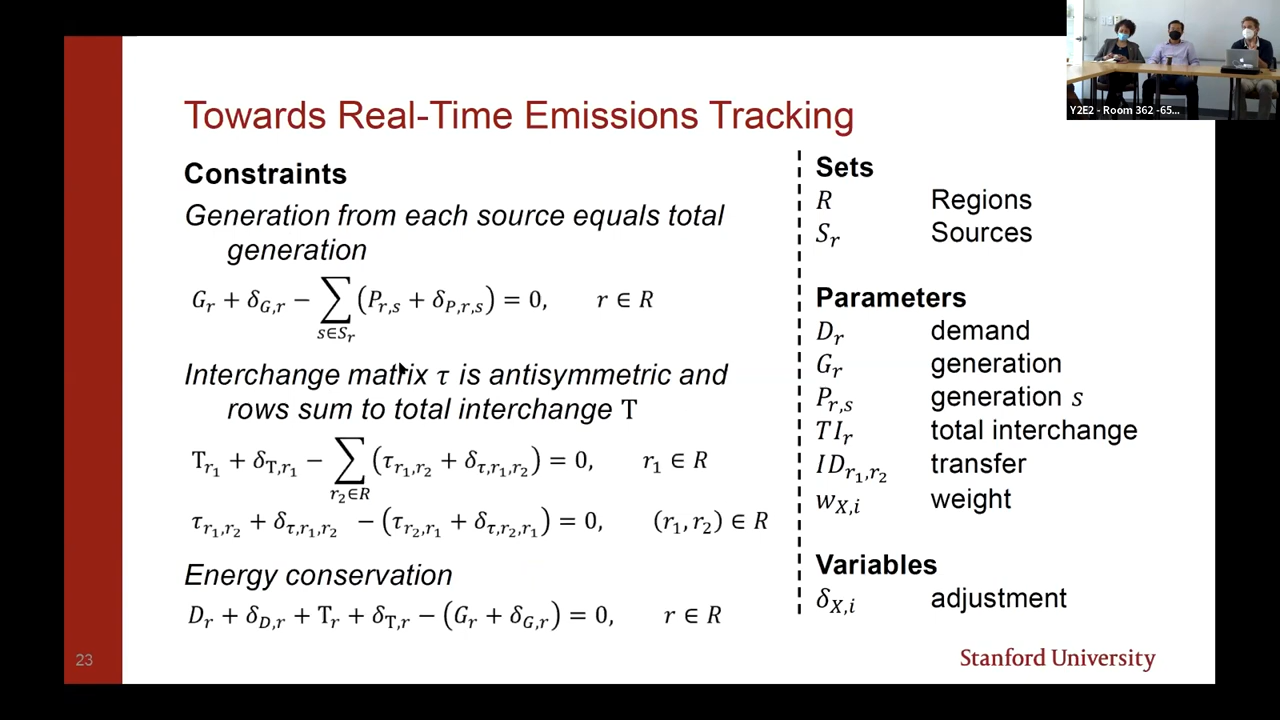 Towards Real-Time Emissions Tracking
Constraints
Generation from each source equals total
generation
G_r + δ_{G,r} − ∑_{s∈S_r} (P_{r,s} + δ_{P,r,s}) = 0, r ∈ R
Interchange matrix τ is antisymmetric and
rows sum to total interchange T
T_{r_1} + δ_{T,r_1} − ∑_{r_2∈R} (τ_{r_1,r_2} + δ_{τ,r_1,r_2}) = 0, r_1 ∈ R
τ_{r_1,r_2} + δ_{τ,r_1,r_2} − (τ_{r_2,r_1} + δ_{τ,r_2,r_1}) = 0, (r_1, r_2) ∈ R
Energy conservation
D_r + δ_{D,r} + T_r + δ_{T,r} − (G_r + δ_{G,r}) = 0, r ∈ R
Sets
R Regions
S_r Sources
Parameters
D_r demand
G_r generation
P_{r,s} generation s
TI_r total interchange
ID_{r_1,r_2} transfer
w_{X,i} weight
Variables
δ_{X,i} adjustment
23
Stanford University
Y2E2 - Room 362 -65...